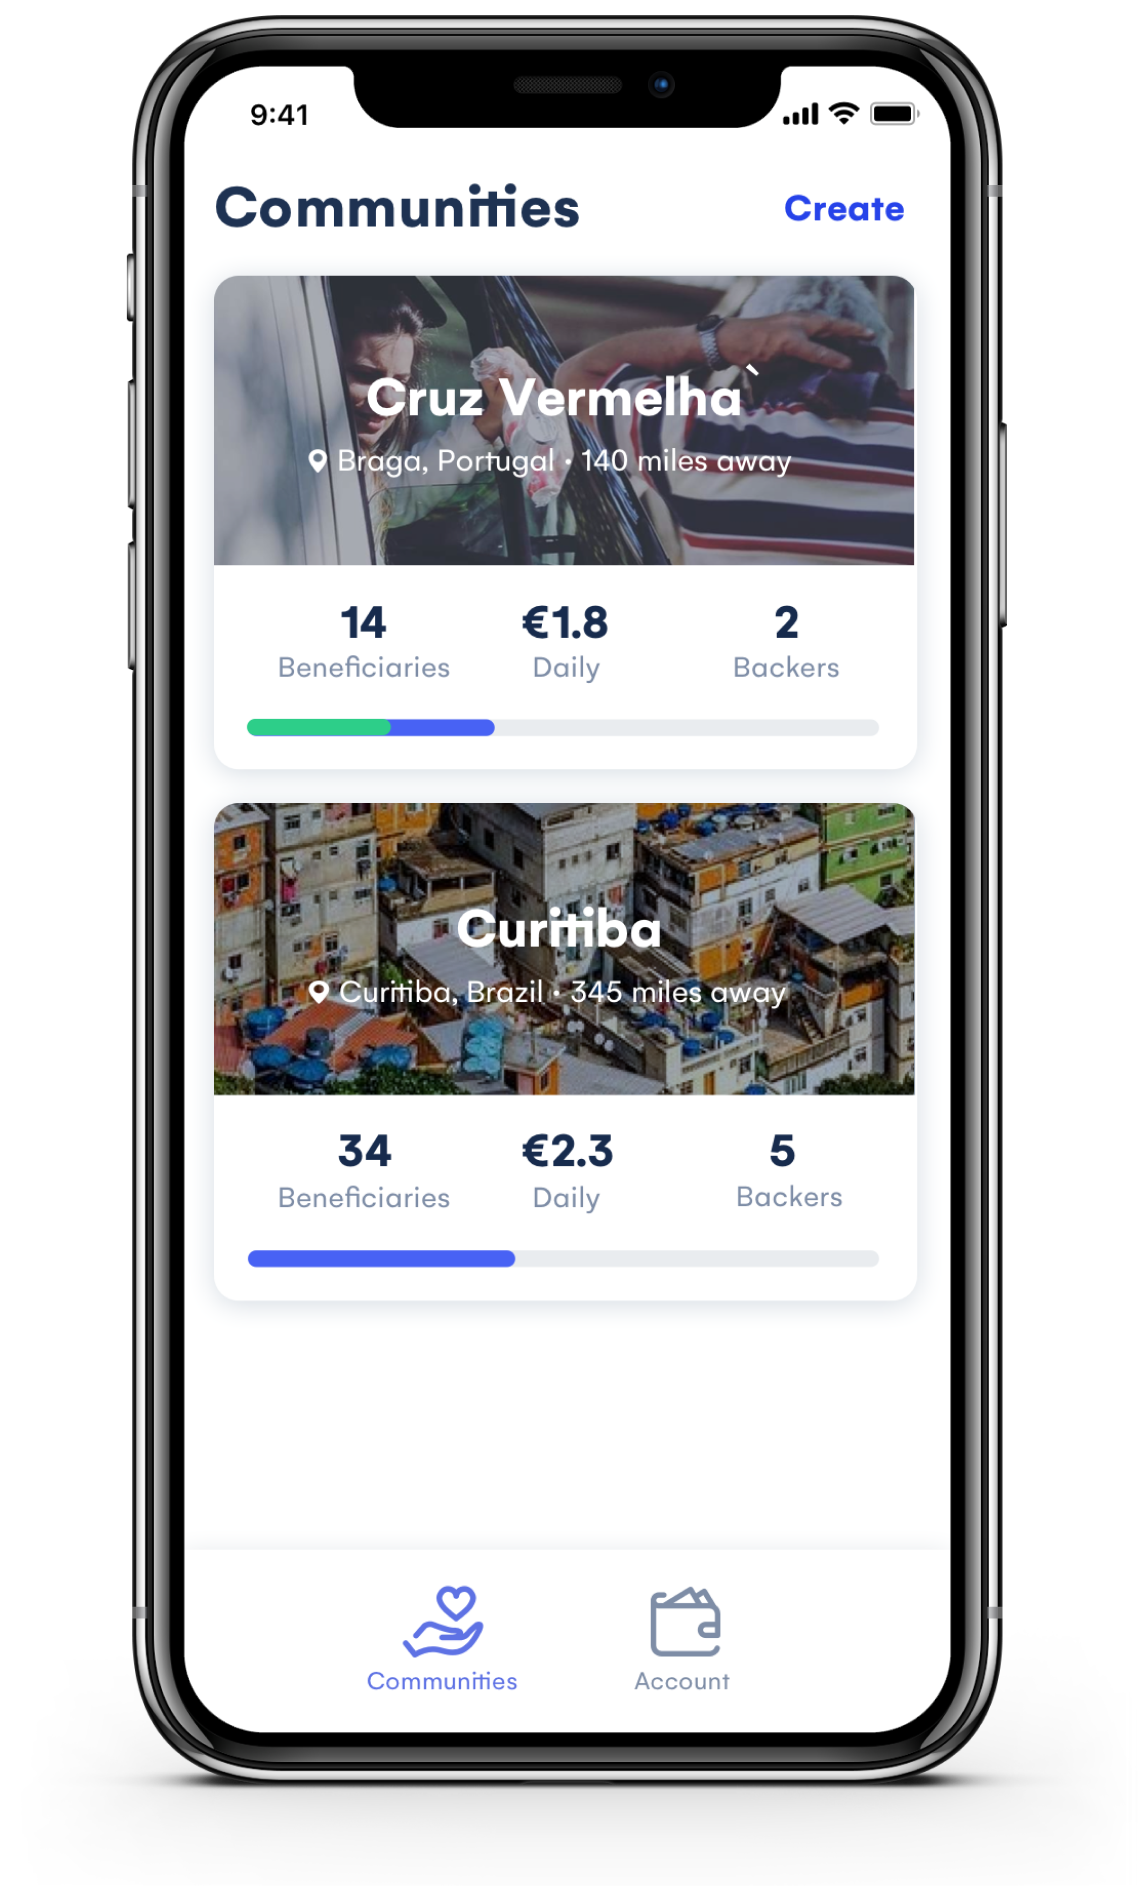 9:41
Communities
Create
Cruz Vermelha`
Braga, Portugal · 140 miles away
14
€1.8
2
Beneficiaries
Daily
Backers
Curitiba
Curitiba, Brazil · 345 miles away
34
€2.3
5
Beneficiaries
Daily
Backers
Communities
Account